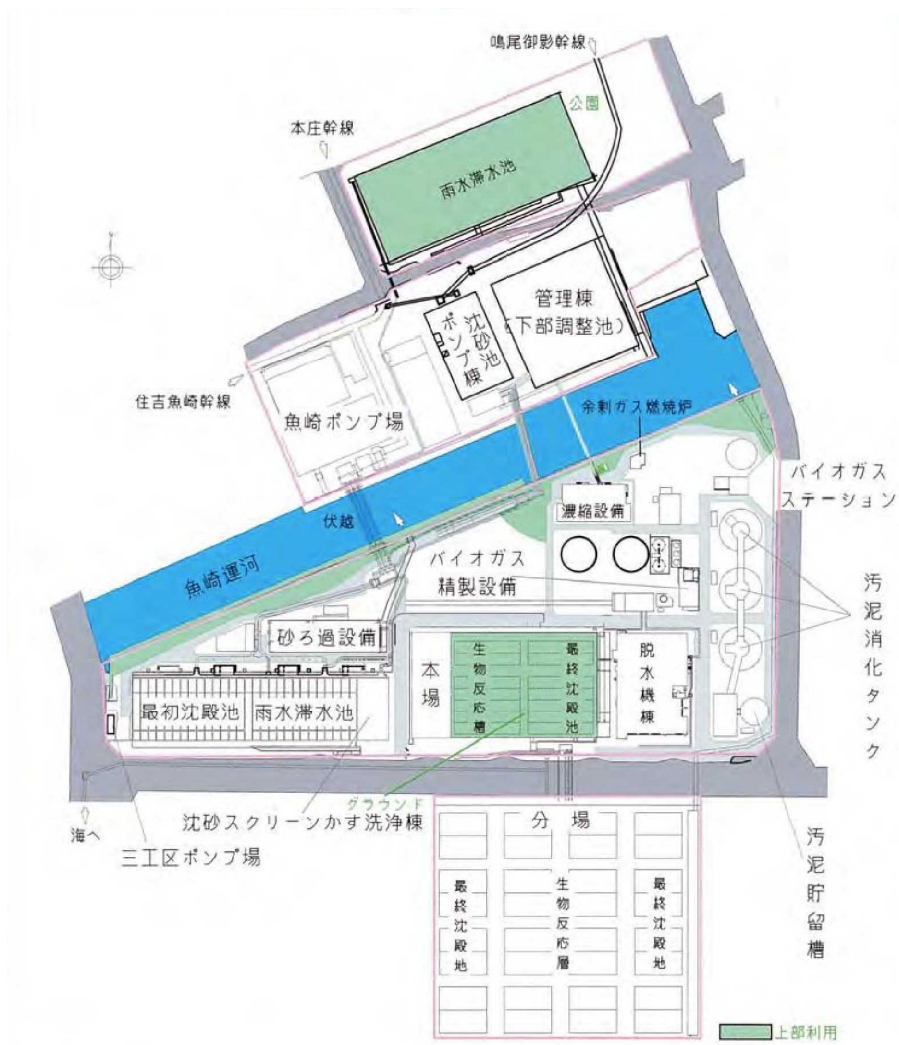 鳴尾御影幹線
公園
本庄幹線
雨水滞水池
管理棟
(下部調整池)
沈砂池
ポンプ棟
住吉魚崎幹線
魚崎ポンプ場
余剰ガス燃焼炉
バイオガス
ステーション
濃縮設備
伏越
魚崎運河
バイオガス
精製設備
汚泥消化タンク
砂ろ過設備
本場
生物反応槽
最終沈殿池
脱水機棟
最初沈殿池
雨水滞水池
グラウンド
沈砂スクリーンかす洗浄棟
海へ
三工区ポンプ場
分場
汚泥貯留槽
最終沈殿地
生物反応層
最終沈殿地
上部利用